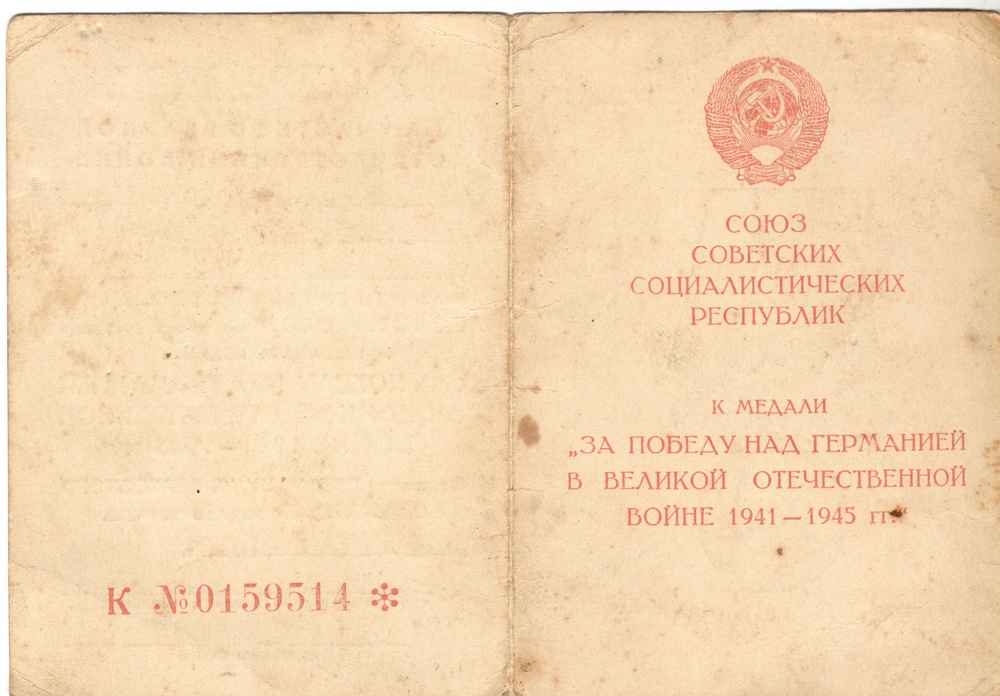 К №0159514 *
СОЮЗ
СОВЕТСКИХ
СОЦИАЛИСТИЧЕСКИХ
РЕСПУБЛИК
К МЕДАЛИ
„ЗА ПОБЕДУ НАД ГЕРМАНИЕЙ
В ВЕЛИКОЙ ОТЕЧЕСТВЕННОЙ
ВОЙНЕ 1941—1945 гг.“